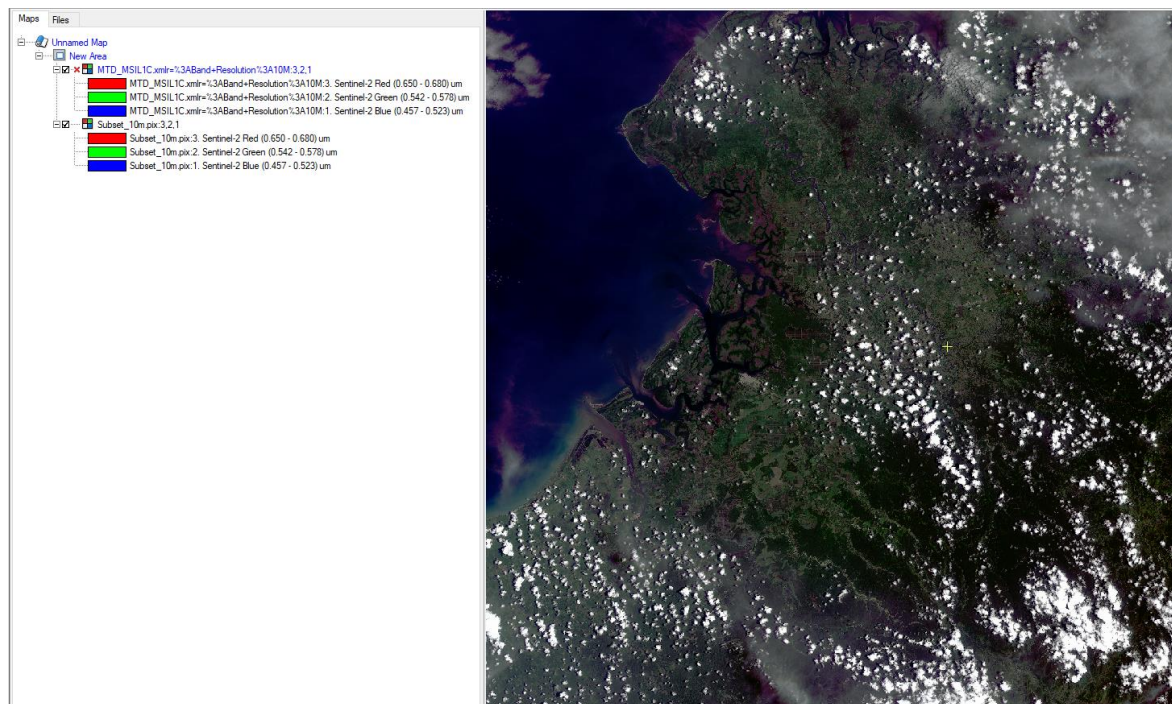 Maps Files
Unnamed Map
New Area
MTD_MSIL1C.xmlr=%3ABand+Resolution%3A10M:3,2,1
MTD_MSIL1C.xmlr=%3ABand+Resolution%3A10M:3. Sentinel-2 Red (0.650 - 0.680) um
MTD_MSIL1C.xmlr=%3ABand+Resolution%3A10M:2. Sentinel-2 Green (0.542 - 0.578) um
MTD_MSIL1C.xmlr=%3ABand+Resolution%3A10M:1. Sentinel-2 Blue (0.457 - 0.523) um
Subset_10m.pix:3,2,1
Subset_10m.pix:3. Sentinel-2 Red (0.650 - 0.680) um
Subset_10m.pix:2. Sentinel-2 Green (0.542 - 0.578) um
Subset_10m.pix:1. Sentinel-2 Blue (0.457 - 0.523) um